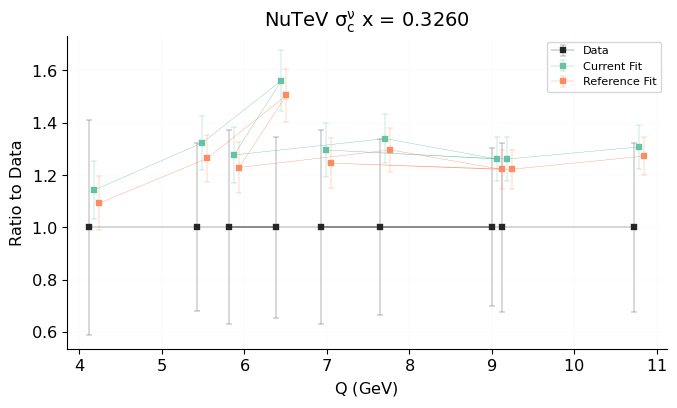 NuTeV σcν x = 0.3260
Data
Current Fit
Reference Fit
Ratio to Data
1.6
1.4
1.2
1.0
0.8
0.6
4 5 6 7 8 9 10 11
Q (GeV)